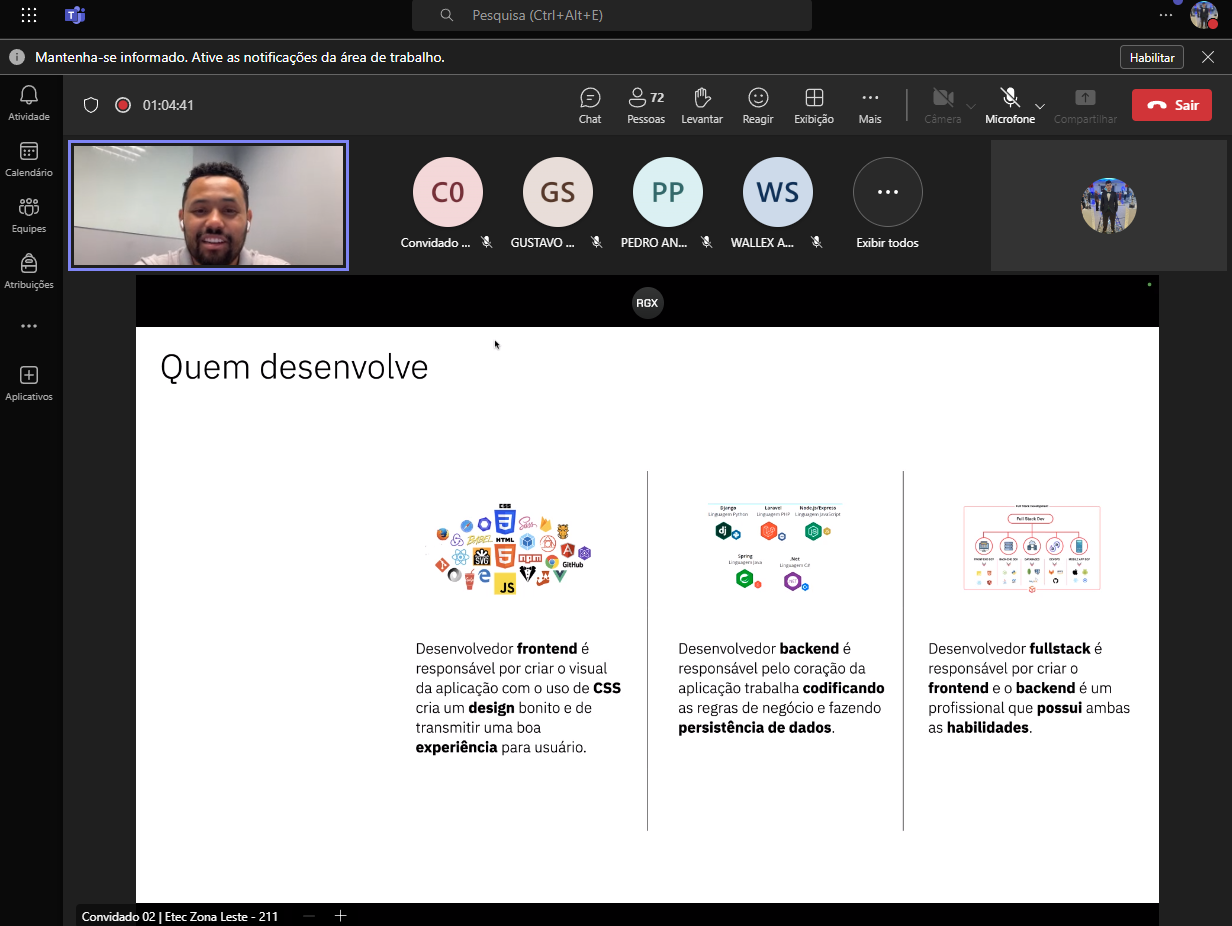 Pesquisa (Ctrl+Alt+E)
Mantenha-se informado. Ative as notificações da área de trabalho.
Habilitar
Atividade
Calendário
Equipes
Atribuições
Aplicativos
01:04:41
Chat
72
Pessoas
Levantar
Reagir
Exibição
Mais
Câmera
Microfone
Compartilhar
Sair
C0
GS
PP
WS
Convidado ...
GUSTAVO ...
PEDRO AN...
WALLEX A...
Exibir todos
RGX
Quem desenvolve
CSS
Sass
BABEL
HTML
SVG
npm
GitHub
JS
Django
Linguagem Python
Laravel
Linguagem PHP
Node.js/Express
Linguagem JavaScript
dj
Spring
Linguagem Java
.Net
Linguagem C#
Full Stack Dev
Desenvolvedor frontend é
responsável por criar o visual
da aplicação com o uso de CSS
cria um design bonito e de
transmitir uma boa
experiência para usuário.
Desenvolvedor backend é
responsável pelo coração da
aplicação trabalha codificando
as regras de negócio e fazendo
persistência de dados.
Desenvolvedor fullstack é
responsável por criar o
frontend e o backend é um
profissional que possui ambas
as habilidades.
Convidado 02 | Etec Zona Leste - 211